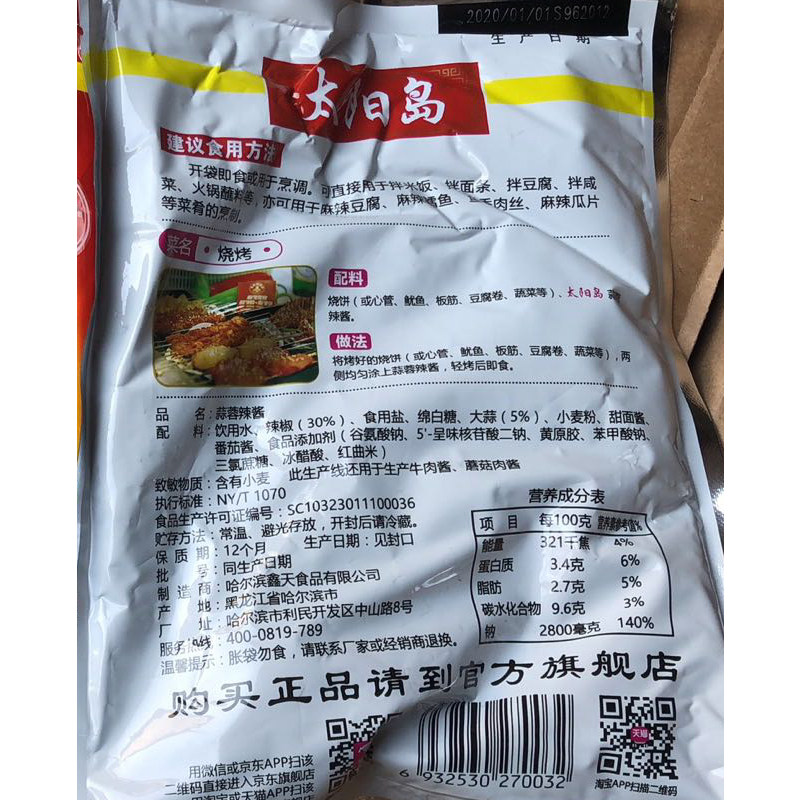 2020/01/01S962012
生产日期
太阳岛
建议食用方法
开袋即食或用于烹调。可直接用于拌米饭、拌面条、拌豆腐、拌咸
菜、火锅蘸料等，亦可用于麻辣豆腐、麻辣鳕鱼、香肉丝、麻辣瓜片
等菜肴的烹制。
菜名 · 烧烤 ·
配料
烧饼（或心管、鱿鱼、板筋、豆腐卷、蔬菜等）、太阳岛 蒜
辣酱。
做法
将烤好的烧饼（或心管、鱿鱼、板筋、豆腐卷、蔬菜等），两
侧均匀涂上蒜蓉辣酱，轻烤后即食。
品 名：蒜蓉辣酱
配 料：饮用水、辣椒（30%）、食用盐、绵白糖、大蒜（5%）、小麦粉、甜面酱、
番茄酱、食品添加剂（谷氨酸钠、5'-呈味核苷酸二钠、黄原胶、苯甲酸钠、
三氯蔗糖、冰醋酸、红曲米）
致敏物质：含有小麦 此生产线还用于生产牛肉酱、蘑菇肉酱
执行标准：NY/T 1070
食品生产许可证编号：SC10323011100036
贮存方法：常温、避光存放，开封后请冷藏。
保质期：12个月 生产日期：见封口
批 号：同生产日期
制造商：哈尔滨鑫天食品有限公司
产 地：黑龙江省哈尔滨市
厂 址：哈尔滨市利民开发区中山路8号
服务热线：400-0819-789
温馨提示：胀袋勿食，请联系厂家或经销商退换。
营养成分表
项 目 每100克 营养素参考值%
能量 321千焦 4%
蛋白质 3.4克 6%
脂肪 2.7克 5%
碳水化合物 9.6克 3%
钠 2800毫克 140%
购买正品请到官方旗舰店
用微信或京东APP扫该
二维码直接进入京东旗舰店
用淘宝或天猫APP扫该
6 932530 270032
天猫
淘宝APP扫描二维码